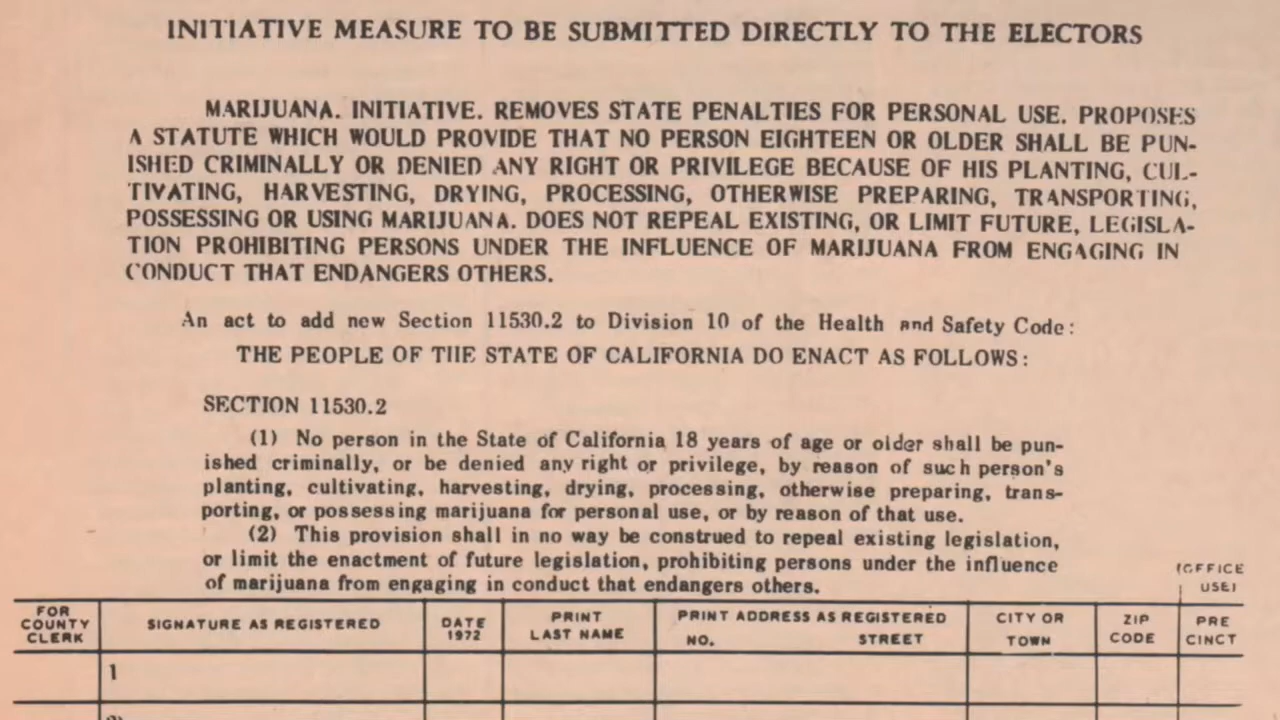 INITIATIVE MEASURE TO BE SUBMITTED DIRECTLY TO THE ELECTORS
MARIJUANA. INITIATIVE. REMOVES STATE PENALTIES FOR PERSONAL USE. PROPOSES
A STATUTE WHICH WOULD PROVIDE THAT NO PERSON EIGHTEEN OR OLDER SHALL BE PUN-
ISHED CRIMINALLY OR DENIED ANY RIGHT OR PRIVILEGE BECAUSE OF HIS PLANTING, CUL-
TIVATING, HARVESTING, DRYING, PROCESSING, OTHERWISE PREPARING, TRANSPORTING,
POSSESSING OR USING MARIJUANA. DOES NOT REPEAL EXISTING, OR LIMIT FUTURE, LEGISLA-
TION PROHIBITING PERSONS UNDER THE INFLUENCE OF MARIJUANA FROM ENGAGING IN
CONDUCT THAT ENDANGERS OTHERS.
An act to add new Section 11530.2 to Division 10 of the Health and Safety Code:
THE PEOPLE OF THE STATE OF CALIFORNIA DO ENACT AS FOLLOWS:
SECTION 11530.2
(1) No person in the State of California 18 years of age or older shall be pun-
ished criminally, or be denied any right or privilege, by reason of such person's
planting, cultivating, harvesting, drying, processing, otherwise preparing, trans-
porting, or possessing marijuana for personal use, or by reason of that use.
(2) This provision shall in no way be construed to repeal existing legislation,
or limit the enactment of future legislation, prohibiting persons under the influence
of marijuana from engaging in conduct that endangers others.
(OFFICE
USE)
FOR
COUNTY
CLERK
SIGNATURE AS REGISTERED
DATE
1972
PRINT
LAST NAME
PRINT ADDRESS AS REGISTERED
NO. STREET
CITY OR
TOWN
ZIP
CODE
PRE
CINCT
1